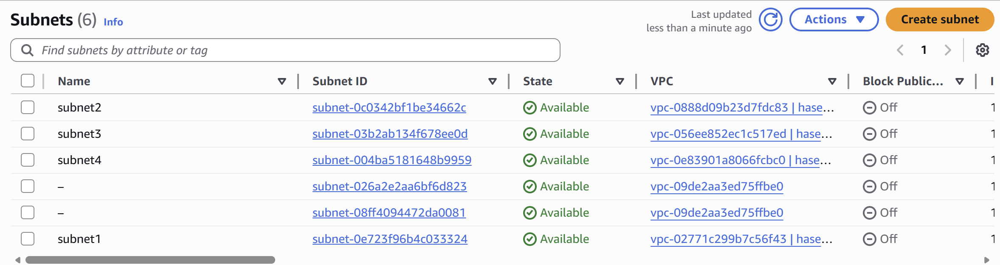 Subnets (6) Info
Last updated
less than a minute ago
Actions
Create subnet
Find subnets by attribute or tag
1
Name Subnet ID State VPC Block Public... I
subnet2 subnet-0c0342bf1be34662c Available vpc-0888d09b23d7fdc83 | hase... Off 1
subnet3 subnet-03b2ab134f678ee0d Available vpc-056ee852ec1c517ed | hase... Off 1
subnet4 subnet-004ba5181648b9959 Available vpc-0e83901a8066fcbc0 | hase... Off 1
– subnet-026a2e2aa6bf6d823 Available vpc-09de2aa3ed75ffbe0 Off 1
– subnet-08ff4094472da0081 Available vpc-09de2aa3ed75ffbe0 Off 1
subnet1 subnet-0e723f96b4c033324 Available vpc-02771c299b7c56f43 | hase... Off 1